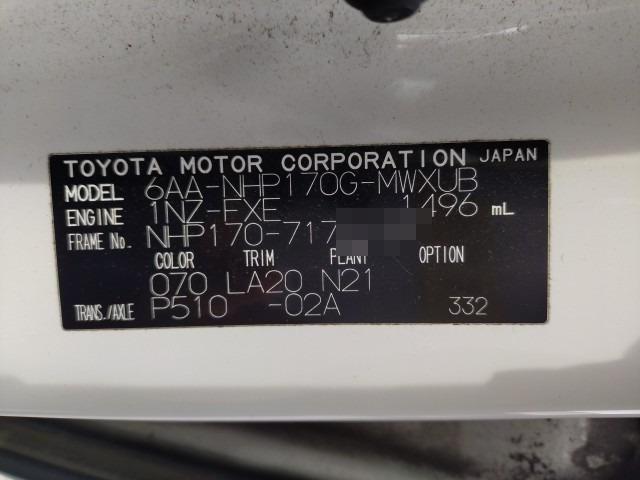 TOYOTA MOTOR CORPORATION JAPAN
MODEL 6AA-NHP170G-MWXUB
ENGINE 1NZ-FXE 1496 mL
FRAME No. NHP170-717
COLOR TRIM PLANT OPTION
070 LA20 N21
TRANS./AXLE P510 -02A 332